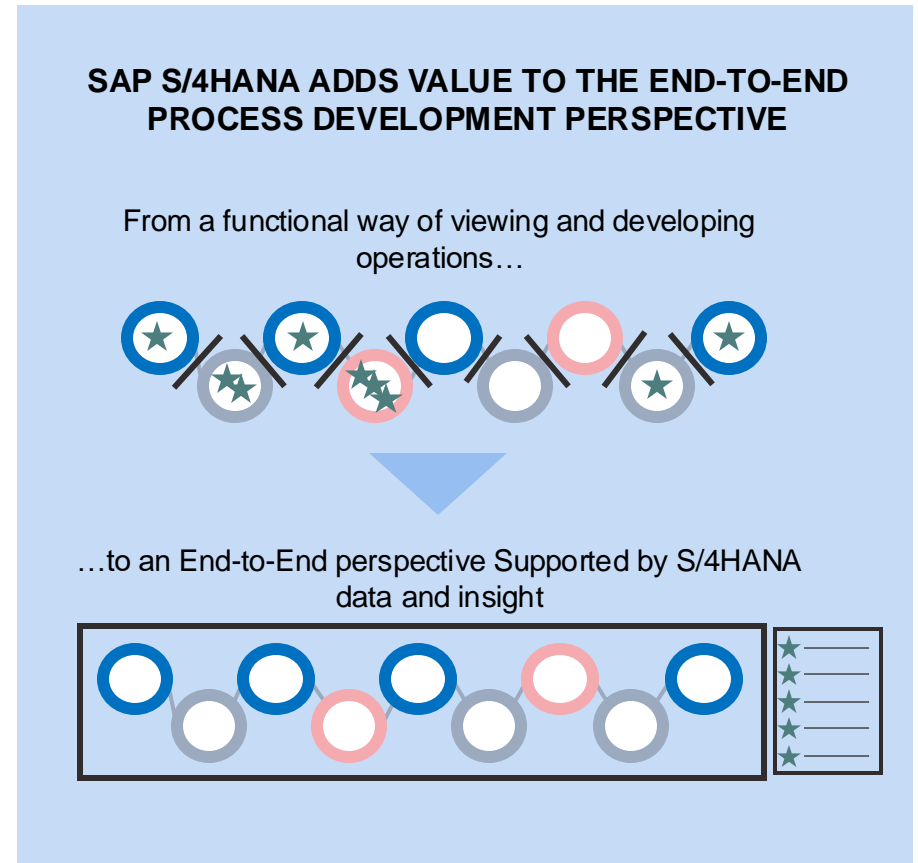 SAP S/4HANA ADDS VALUE TO THE END-TO-END
PROCESS DEVELOPMENT PERSPECTIVE
From a functional way of viewing and developing
operations…
…to an End-to-End perspective Supported by S/4HANA
data and insight